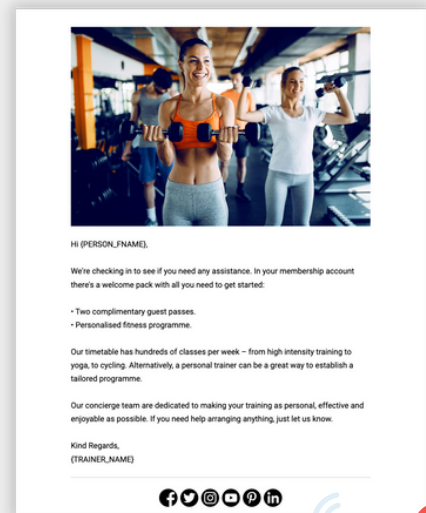 Hi {PERSON_FNAME},
We're checking in to see if you need any assistance. In your membership account
there's a welcome pack with all you need to get started:
• Two complimentary guest passes.
• Personalised fitness programme.
Our timetable has hundreds of classes per week – from high intensity training to
yoga, to cycling. Alternatively, a personal trainer can be a great way to establish a
tailored programme.
Our concierge team are dedicated to making your training as personal, effective and
enjoyable as possible. If you need help arranging anything, just let us know.
Kind Regards,
{TRAINER_NAME}